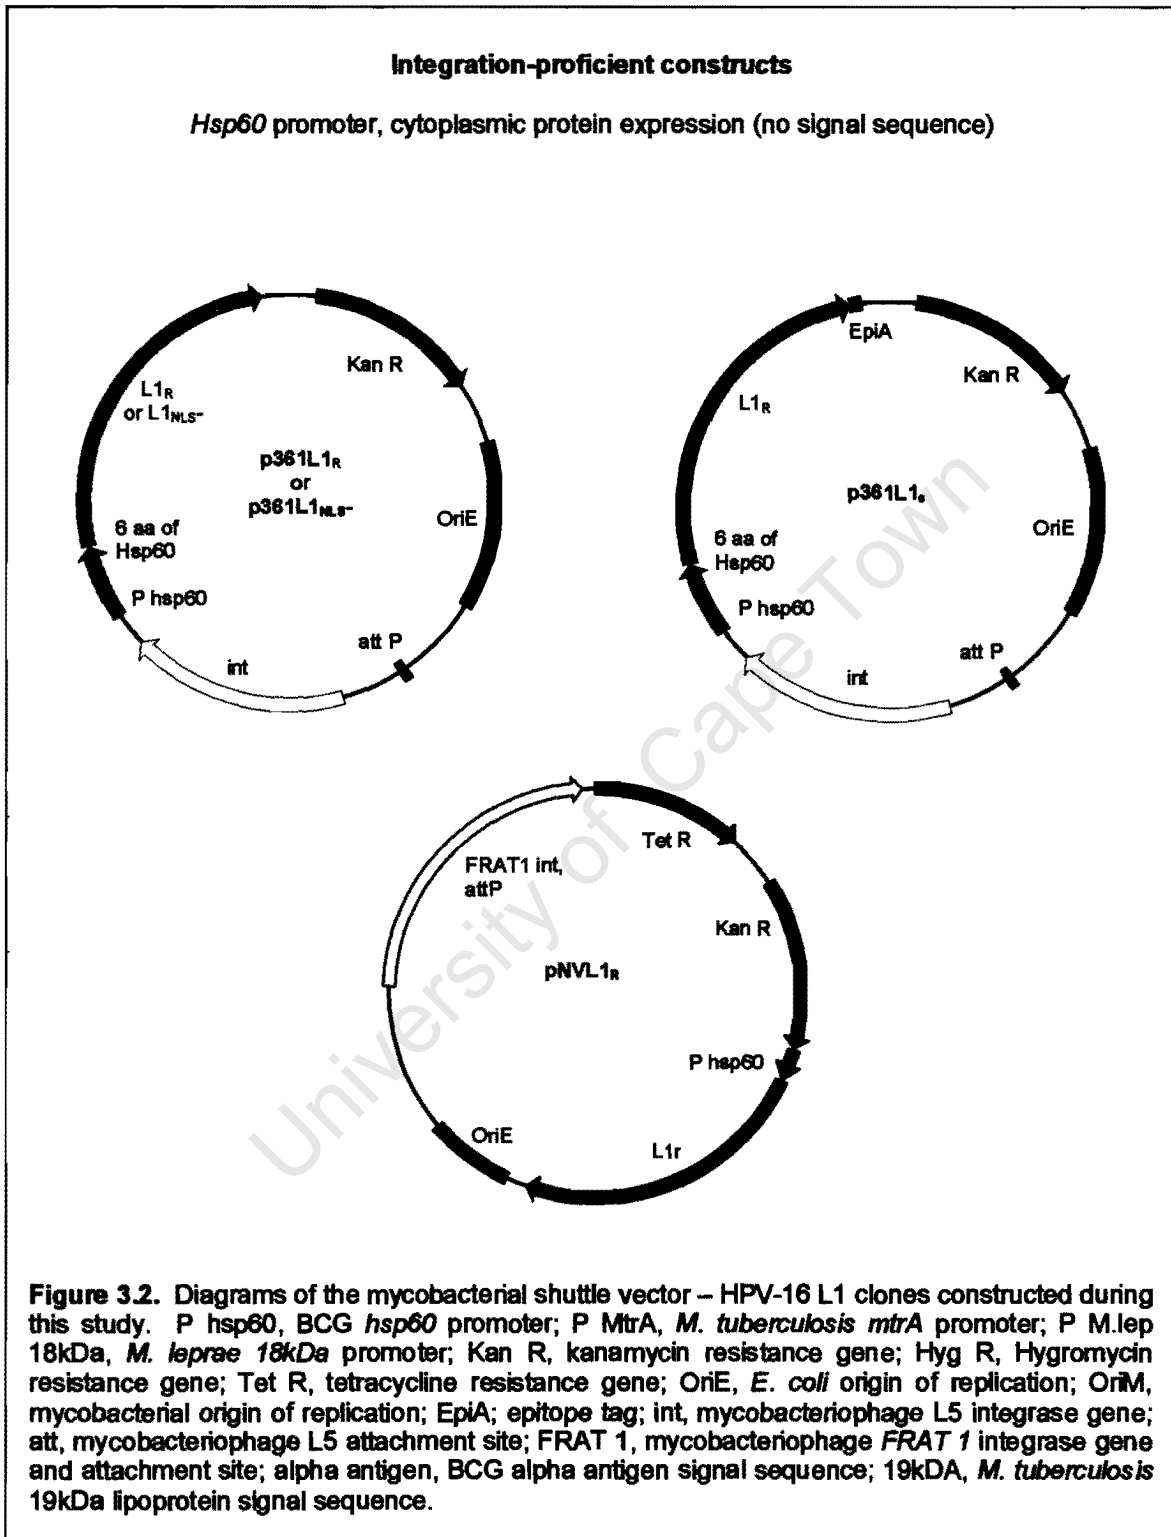 Integration-proficient constructs
Hsp60 promoter, cytoplasmic protein expression (no signal sequence)
L1R
or L1NLS-
Kan R
p361L1R
or
p361L1NLS-
OriE
6 aa of
Hsp60
P hsp60
att P
int
EpiA
Kan R
L1R
p361L1e
OriE
6 aa of
Hsp60
P hsp60
att P
int
Tet R
FRAT1 int,
attP
Kan R
pNVL1R
P hsp60
OriE
L1r
University of Cape Town
Figure 3.2. Diagrams of the mycobacterial shuttle vector – HPV-16 L1 clones constructed during
this study. P hsp60, BCG hsp60 promoter; P MtrA, M. tuberculosis mtrA promoter; P M.lep
18kDa, M. leprae 18kDa promoter; Kan R, kanamycin resistance gene; Hyg R, Hygromycin
resistance gene; Tet R, tetracycline resistance gene; OriE, E. coli origin of replication; OriM,
mycobacterial origin of replication; EpiA; epitope tag; int, mycobacteriophage L5 integrase gene;
att, mycobacteriophage L5 attachment site; FRAT 1, mycobacteriophage FRAT 1 integrase gene
and attachment site; alpha antigen, BCG alpha antigen signal sequence; 19kDA, M. tuberculosis
19kDa lipoprotein signal sequence.